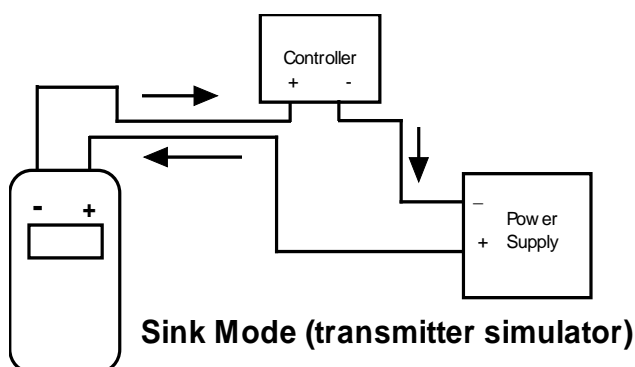 Controller
+ -
- +
– Power
+ Supply
Sink Mode (transmitter simulator)